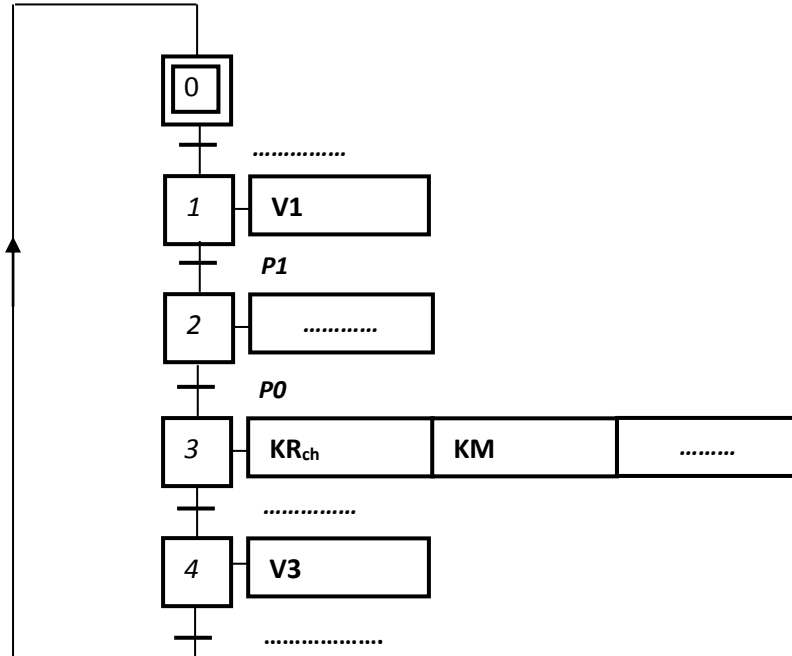 0
……………
1 V1
P1
2 …………
P0
3 KRch KM ………
……………
4 V3
……………….